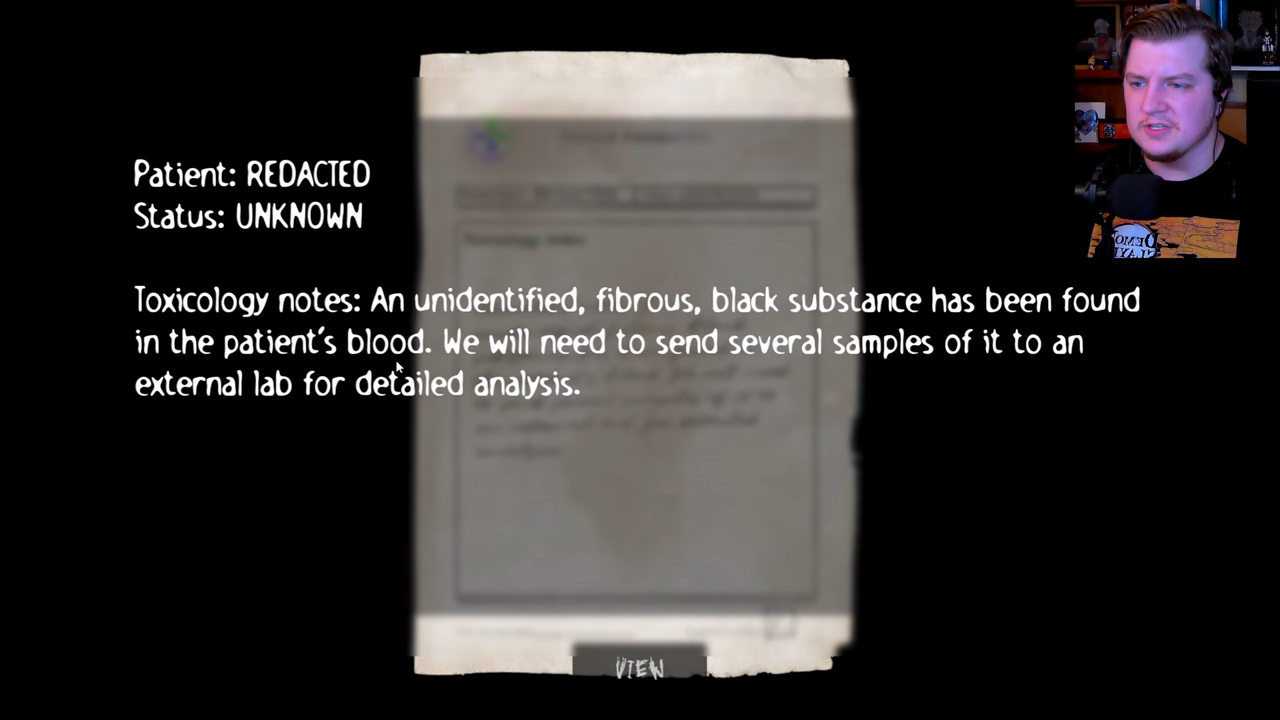 Patient: REDACTED
Status: UNKNOWN
Toxicology notes: An unidentified, fibrous, black substance has been found
in the patient's blood. We will need to send several samples of it to an
external lab for detailed analysis.
VIEW